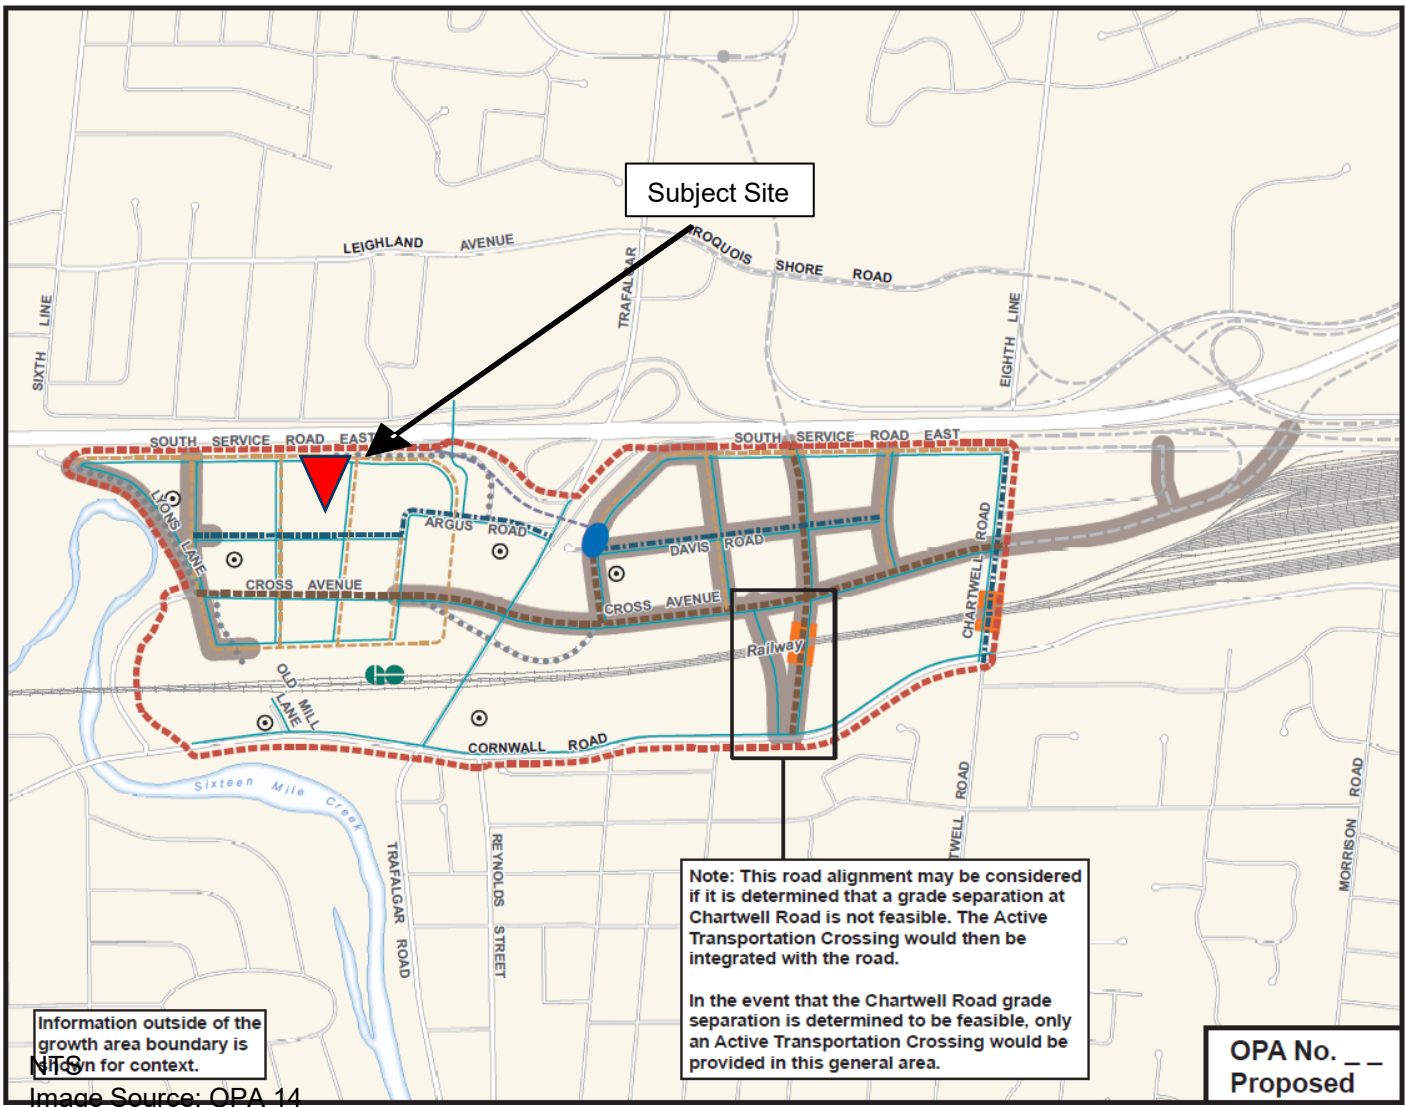 Subject Site
LEIGHLAND AVENUE
IROQUOIS SHORE ROAD
TRAFALGAR
SIXTH LINE
EIGHTH LINE
SOUTH SERVICE ROAD EAST
SOUTH SERVICE ROAD EAST
LYONS LANE
ARGUS ROAD
DAVIS ROAD
CHARTWELL ROAD
CROSS AVENUE
CROSS AVENUE
Railway
GO
OLD MILL LANE
CORNWALL ROAD
Sixteen Mile Creek
TRAFALGAR ROAD
REYNOLDS STREET
TWELL ROAD
MORRISON ROAD
Note: This road alignment may be considered
if it is determined that a grade separation at
Chartwell Road is not feasible. The Active
Transportation Crossing would then be
integrated with the road.
In the event that the Chartwell Road grade
separation is determined to be feasible, only
an Active Transportation Crossing would be
provided in this general area.
Information outside of the
growth area boundary is
shown for context.
NTS
Image Source: OPA 14
OPA No. _ _
Proposed